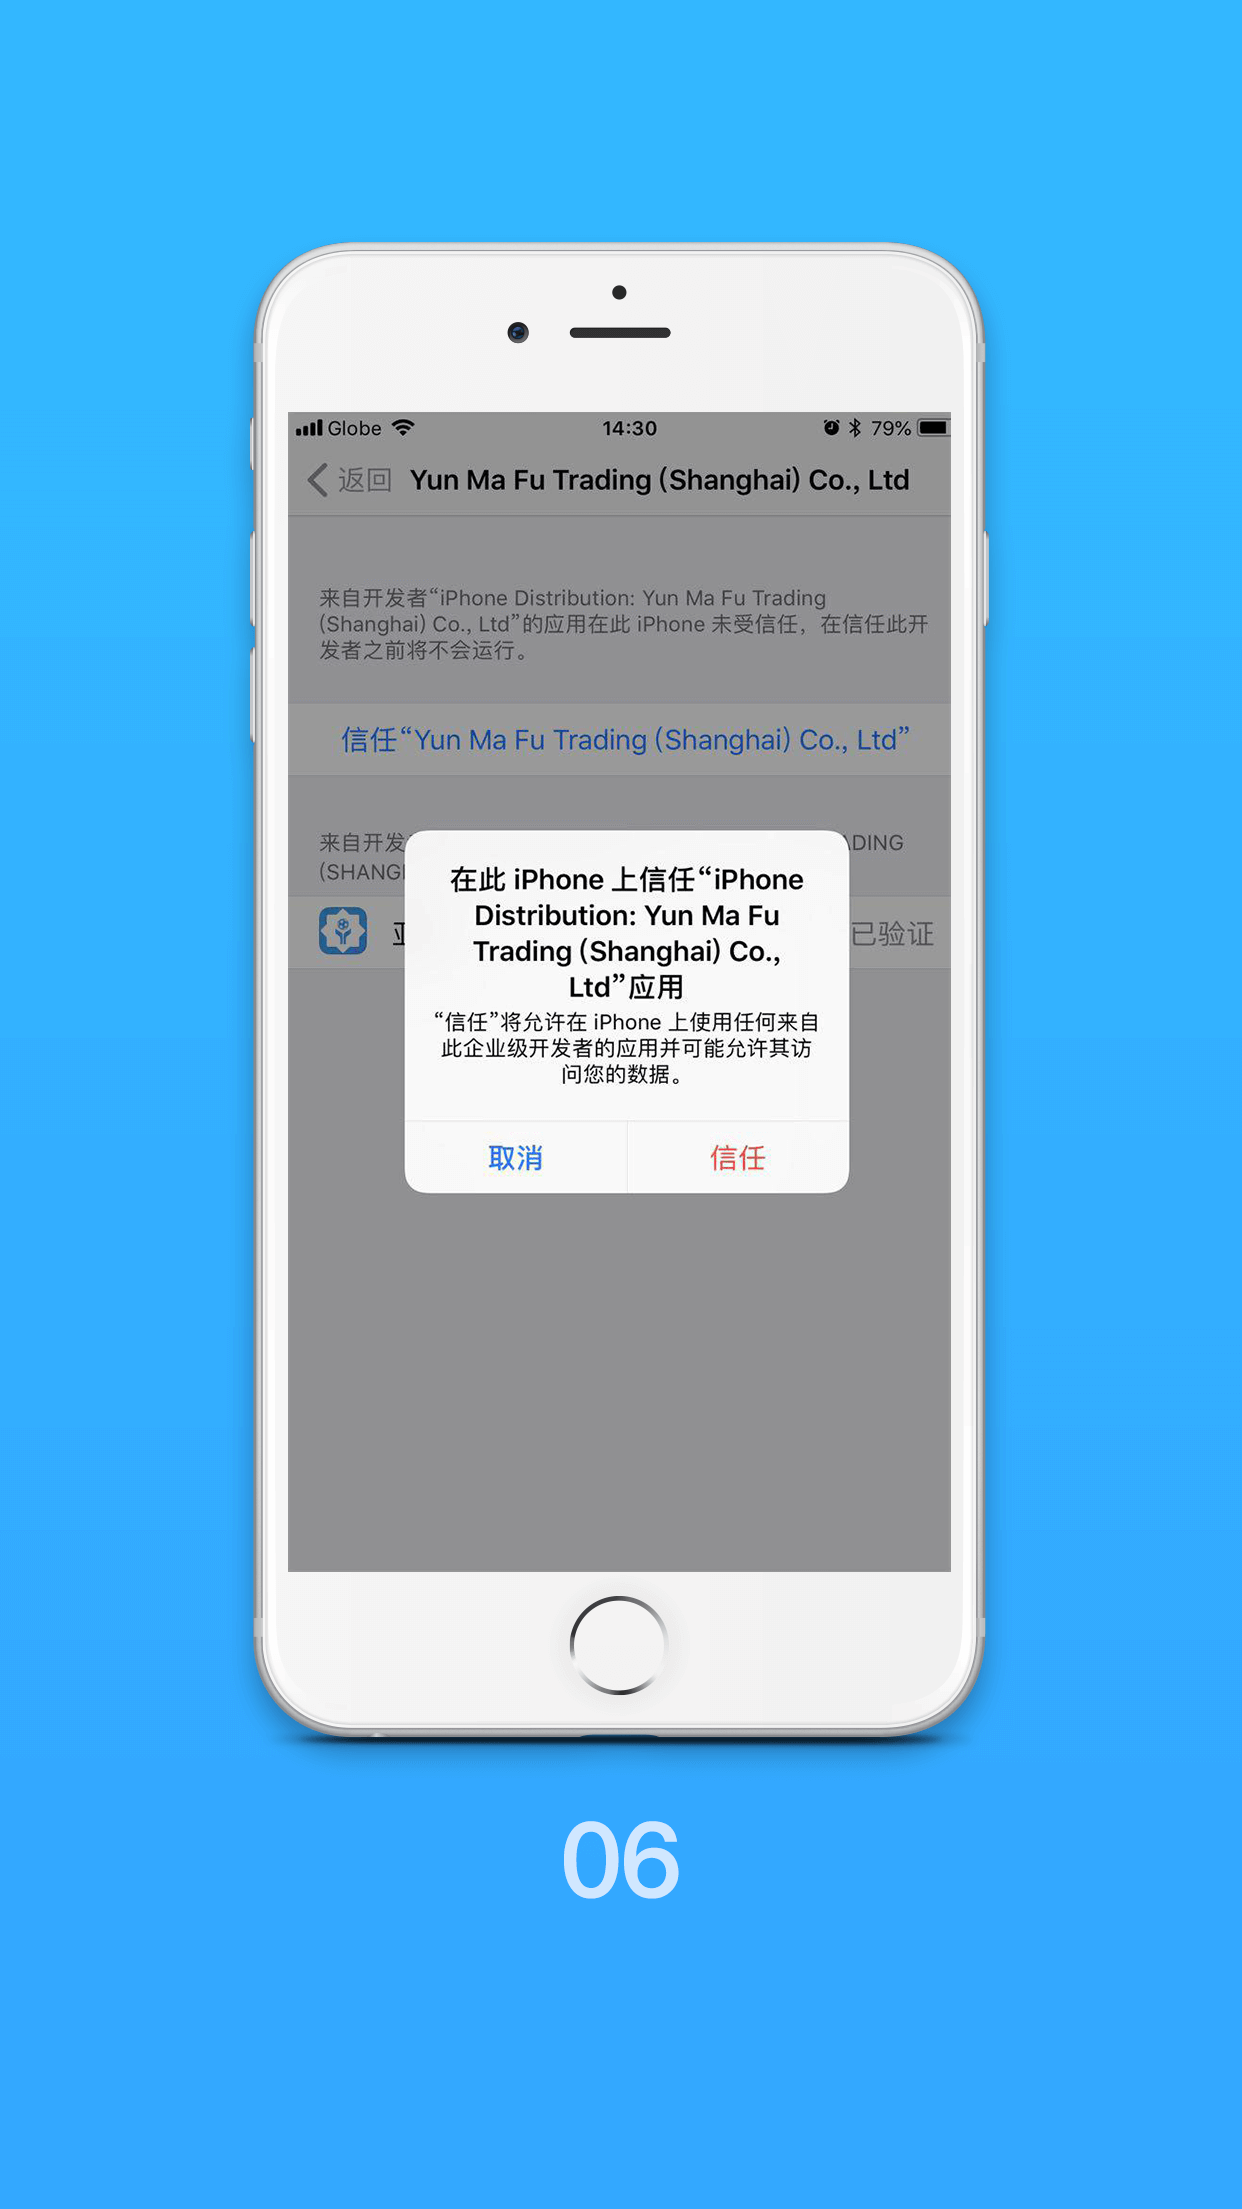 Globe 14:30 79%
返回 Yun Ma Fu Trading (Shanghai) Co., Ltd
来自开发者“iPhone Distribution: Yun Ma Fu Trading
(Shanghai) Co., Ltd”的应用在此 iPhone 未受信任，在信任此开
发者之前将不会运行。
信任“Yun Ma Fu Trading (Shanghai) Co., Ltd”
来自开发
(SHANG
在此 iPhone 上信任“iPhone
Distribution: Yun Ma Fu
Trading (Shanghai) Co.,
Ltd”应用
“信任”将允许在 iPhone 上使用任何来自
此企业级开发者的应用并可能允许其访
问您的数据。
取消 信任
DING
已验证
06